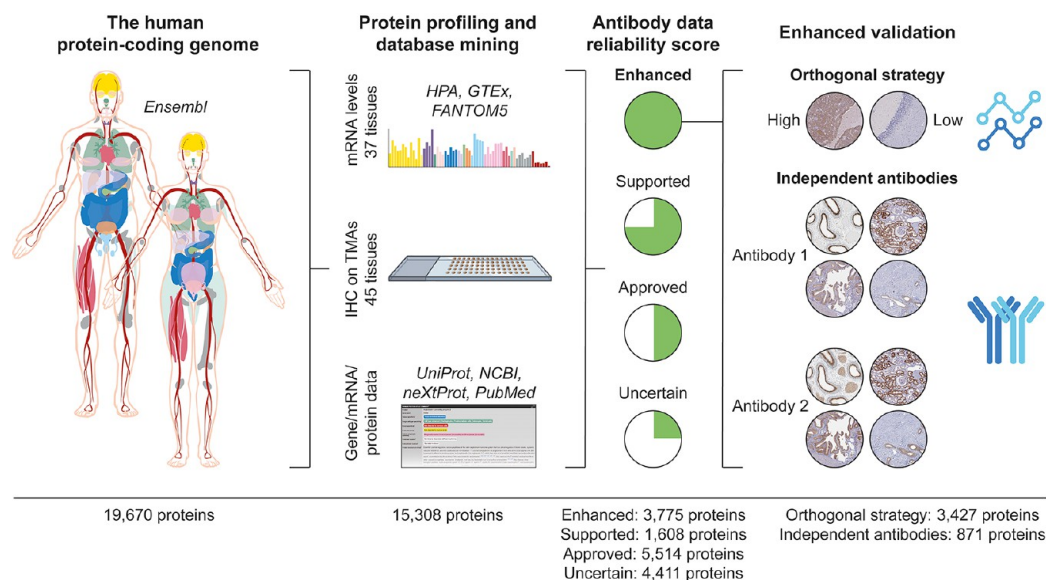 The human
protein-coding genome
Ensembl
Protein profiling and
database mining
mRNA levels
37 tissues
HPA, GTEx,
FANTOM5
IHC on TMAs
45 tissues
Gene/mRNA/
protein data
UniProt, NCBI,
neXtProt, PubMed
Antibody data
reliability score
Enhanced
Supported
Approved
Uncertain
Enhanced validation
Orthogonal strategy
High
Low
Independent antibodies
Antibody 1
Antibody 2
19,670 proteins
15,308 proteins
Enhanced: 3,775 proteins
Supported: 1,608 proteins
Approved: 5,514 proteins
Uncertain: 4,411 proteins
Orthogonal strategy: 3,427 proteins
Independent antibodies: 871 proteins